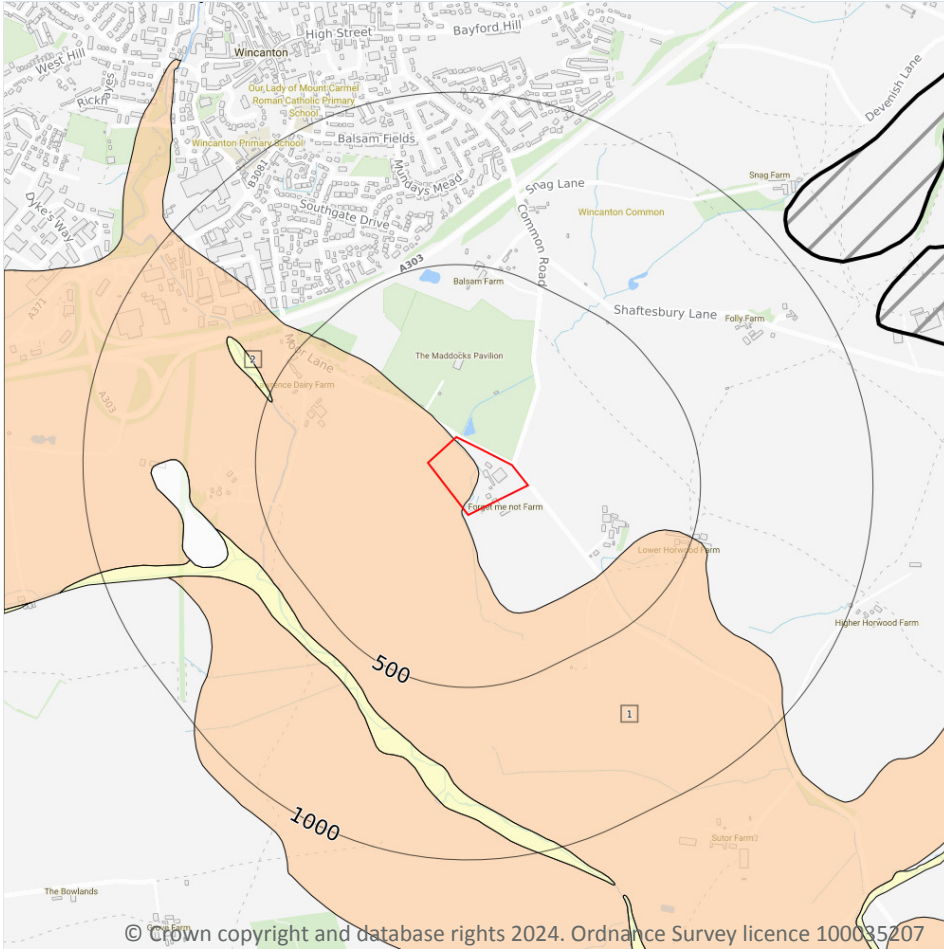 High Street
Bayford Hill
Wincanton
West Hill
Devenish Lane
Our Lady of Mount Carmel
Roman Catholic Primary
School
Balsam Fields
Wincanton Primary School
B3081
Mundays Mead
Snag Farm
Snag Lane
Dyke's Way
Southgate Drive
Common Road
Wincanton Common
A303
Balsam Farm
A371
Shaftesbury Lane
Folly Farm
The Maddocks Pavilion
2
Moor Lane
Lawrence Dairy Farm
A303
Forget me not Farm
Lower Horwood Farm
Higher Horwood Farm
500
1
1000
Sutor Farm
The Bowlands
Grove Farm
© Crown copyright and database rights 2024. Ordnance Survey licence 100035207